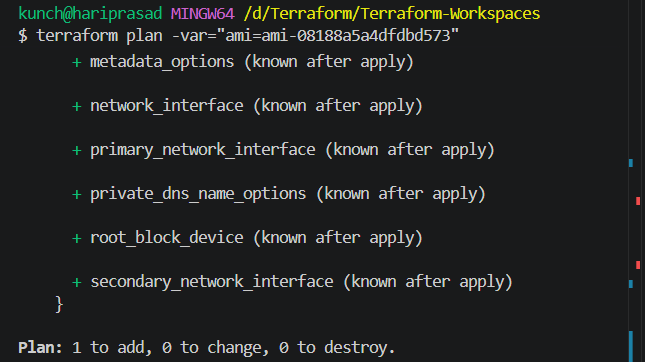 kunch@hariprasad MINGW64 /d/Terraform/Terraform-Workspaces
$ terraform plan -var="ami=ami-08188a5a4dfdbd573"
+ metadata_options (known after apply)
+ network_interface (known after apply)
+ primary_network_interface (known after apply)
+ private_dns_name_options (known after apply)
+ root_block_device (known after apply)
+ secondary_network_interface (known after apply)
}
Plan: 1 to add, 0 to change, 0 to destroy.